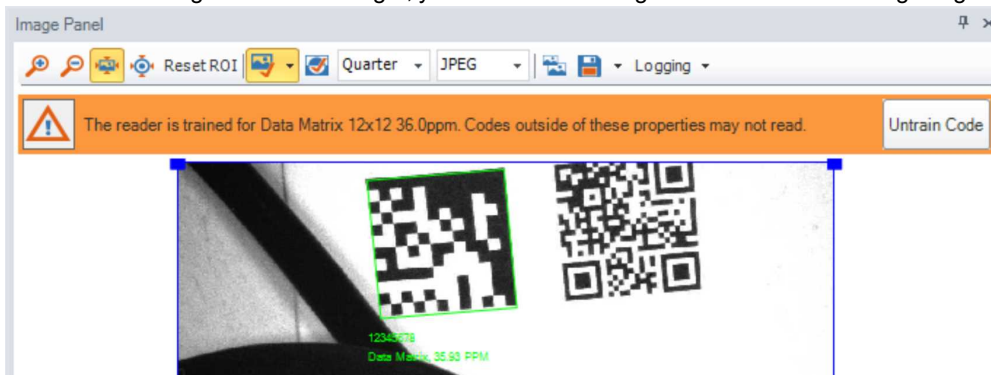 Image Panel
Reset ROI Quarter JPEG Logging
The reader is trained for Data Matrix 12x12 36.0ppm. Codes outside of these properties may not read. Untrain Code
12345678
Data Matrix, 35.93 PPM